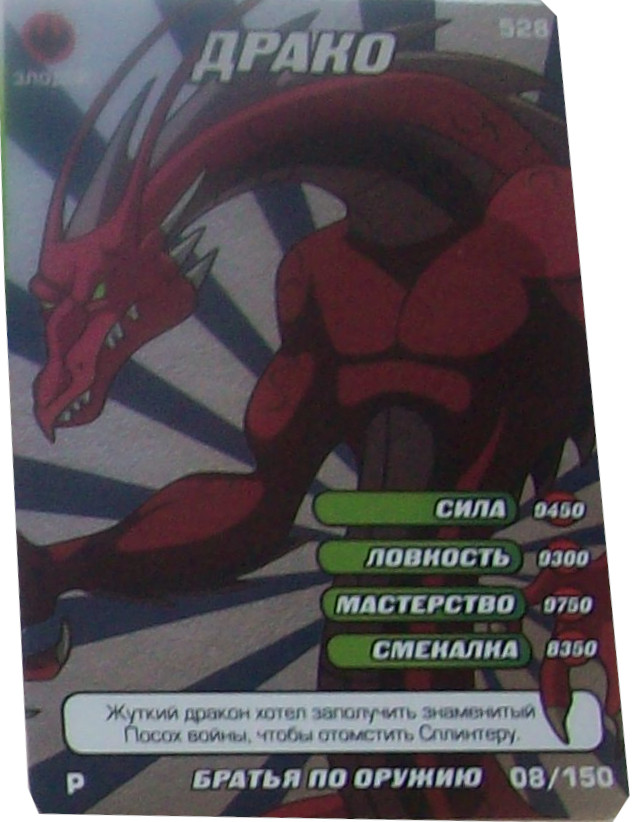 528
ДРАКО
ЗЛОДЕЙ
СИЛА 9450
ЛОВКОСТЬ 9300
МАСТЕРСТВО 9750
СМЕКАЛКА 8350
Жуткий дракон хотел заполучить знаменитый
Посох войны, чтобы отомстить Сплинтеру.
Р БРАТЬЯ ПО ОРУЖИЮ 08/150